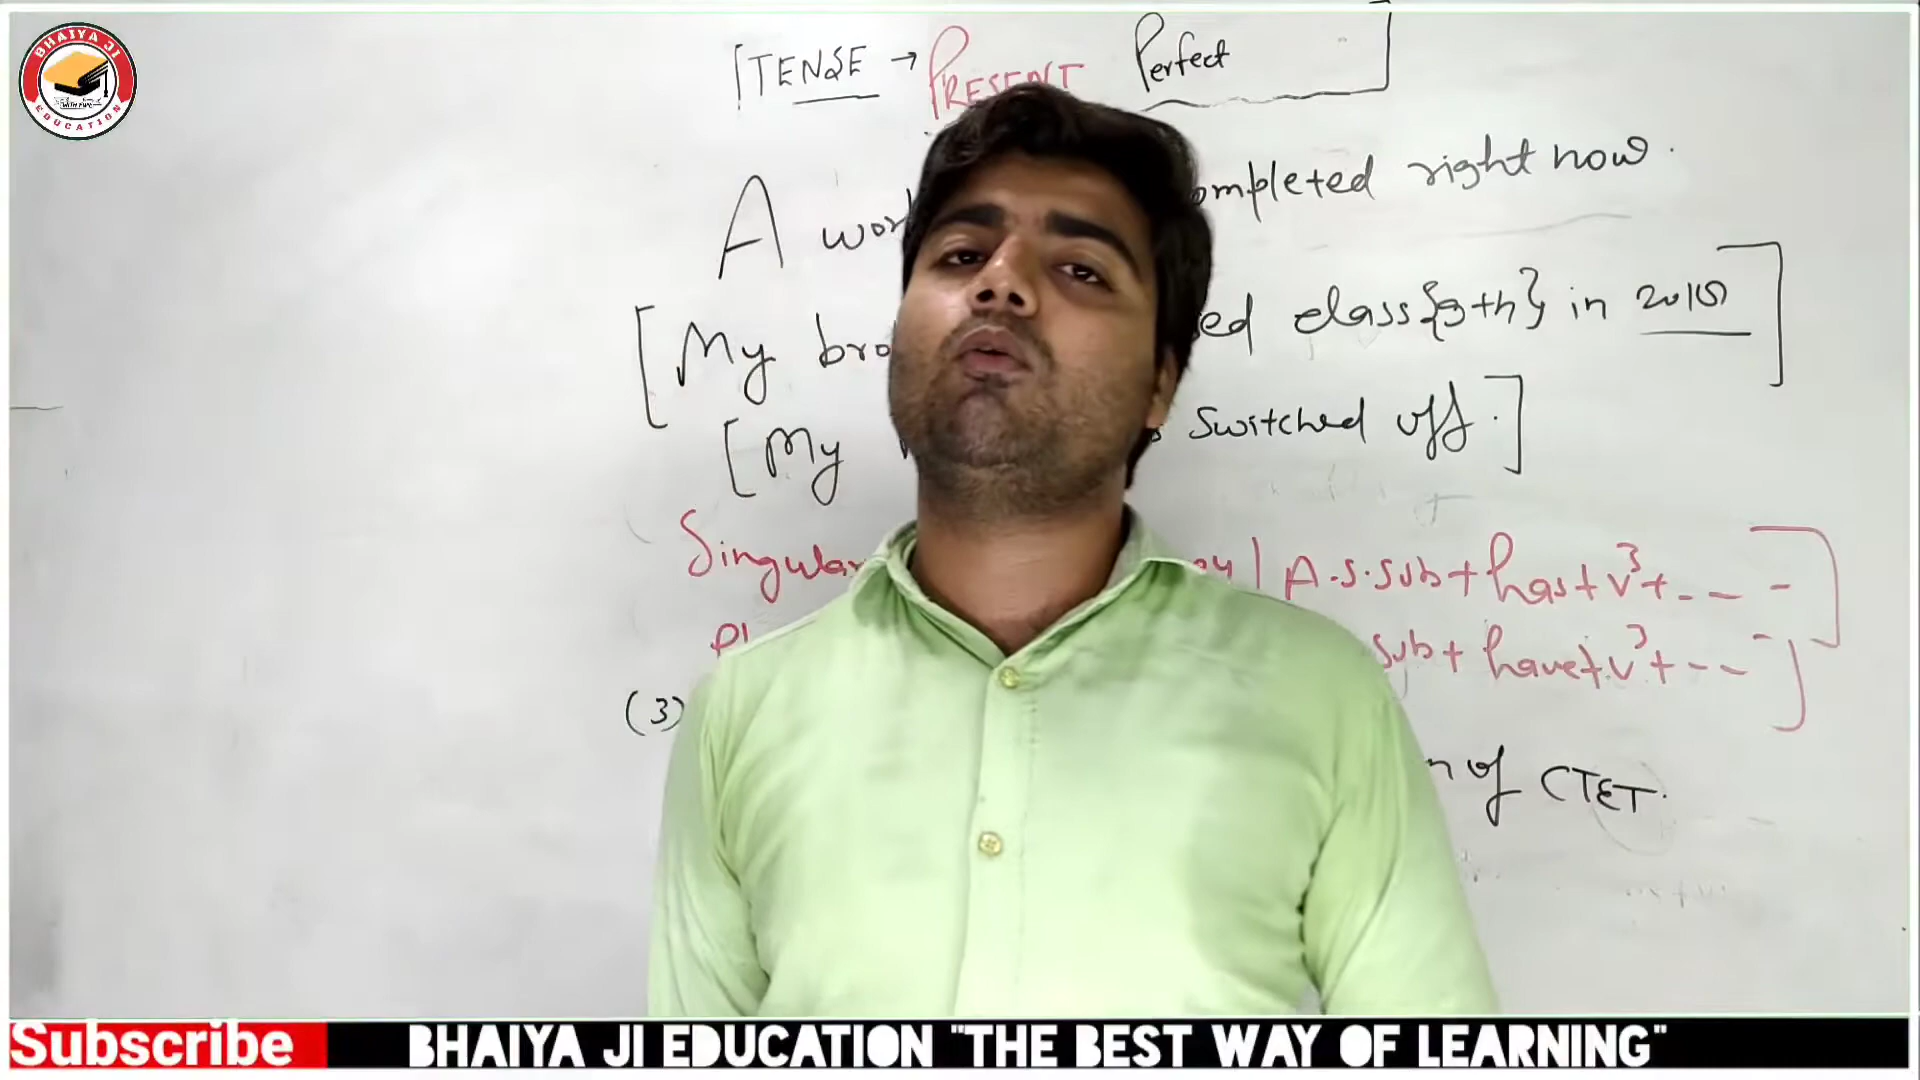 BHAIYA JI
EDUCATION
[TENSE → PRESENT Perfect ]
A wor ompleted right now.
[My bro ed class{9th} in 2015]
[My Switched off.]
Singular | A.S.Sub+has+V³+-- -
Pl Sub+have+V³+---
(3) n of CTET.
Subscribe BHAIYA JI EDUCATION "THE BEST WAY OF LEARNING"